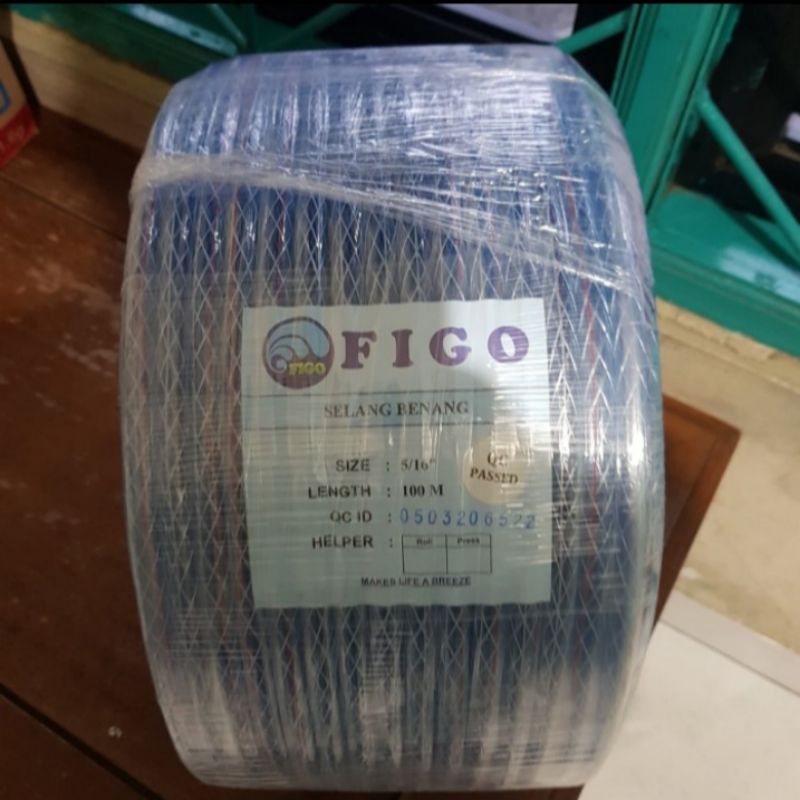 FIGO
FIGO
SELANG BENANG
SIZE : 5/16"
QC PASSED
LENGTH : 100 M
QC ID : 0503206522
HELPER :
Roll Press
MAKES LIFE A BREEZE